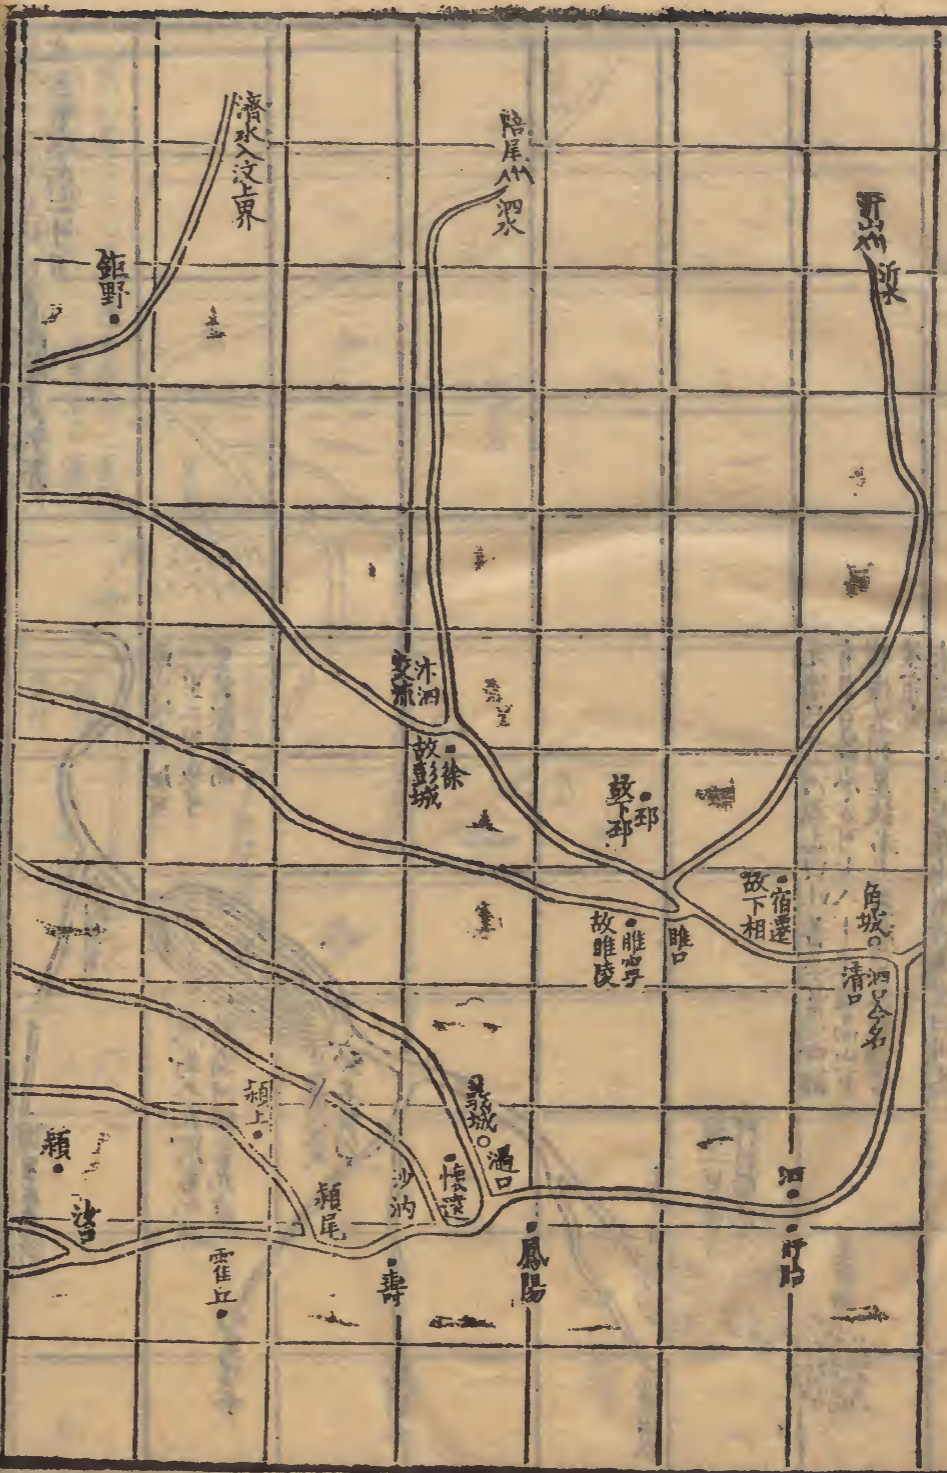 濟水入汶上界
鉅野
陪尾
泗水
沂山
沂水
汴泗
交流
徐
故彭城
邳
故下邳
宿遷
故下相
睢寧
故睢陵
睢口
角城
泗口今名
清口
義城
渦口
懷遠
沙汭
潁上
潁尾
潁
霍丘
壽
鳳陽
泗
盱眙